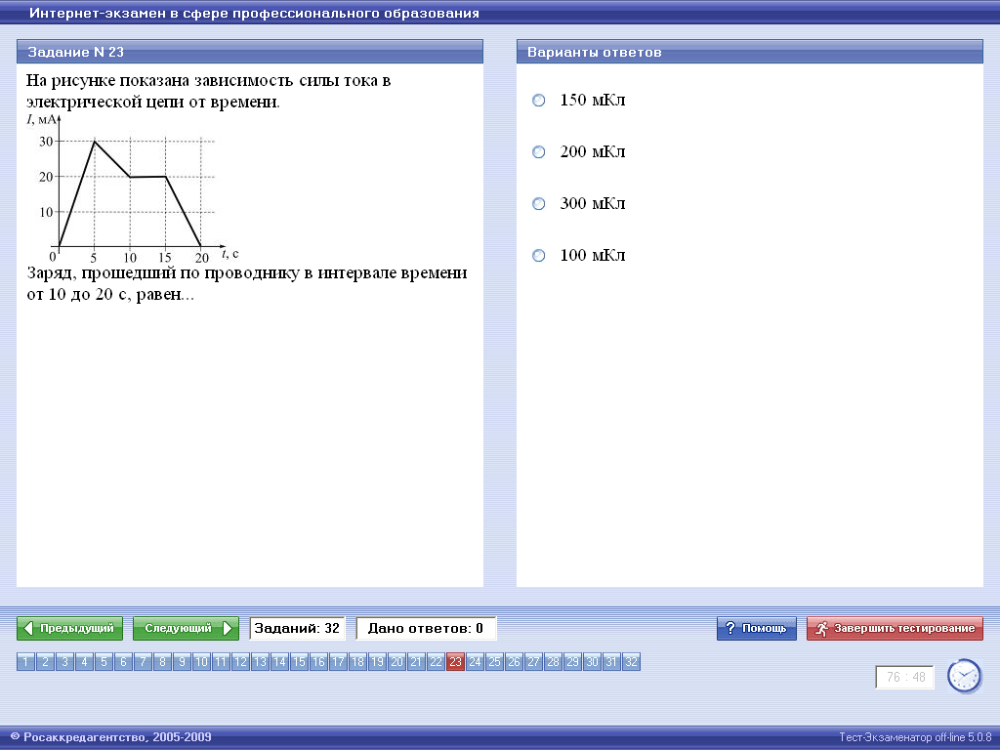 Интернет-экзамен в сфере профессионального образования
Задание N 23
На рисунке показана зависимость силы тока в
электрической цепи от времени.
I, мА
30
20
10
0 5 10 15 20 t, с
Заряд, прошедший по проводнику в интервале времени
от 10 до 20 с, равен...
Варианты ответов
150 мКл
200 мКл
300 мКл
100 мКл
Предыдущий Следующий Заданий: 32 Дано ответов: 0 ? Помощь Завершить тестирование
1 2 3 4 5 6 7 8 9 10 11 12 13 14 15 16 17 18 19 20 21 22 23 24 25 26 27 28 29 30 31 32
76 : 48
© Росаккредагентство, 2005-2009 Тест-Экзаменатор off-line 5.0.8